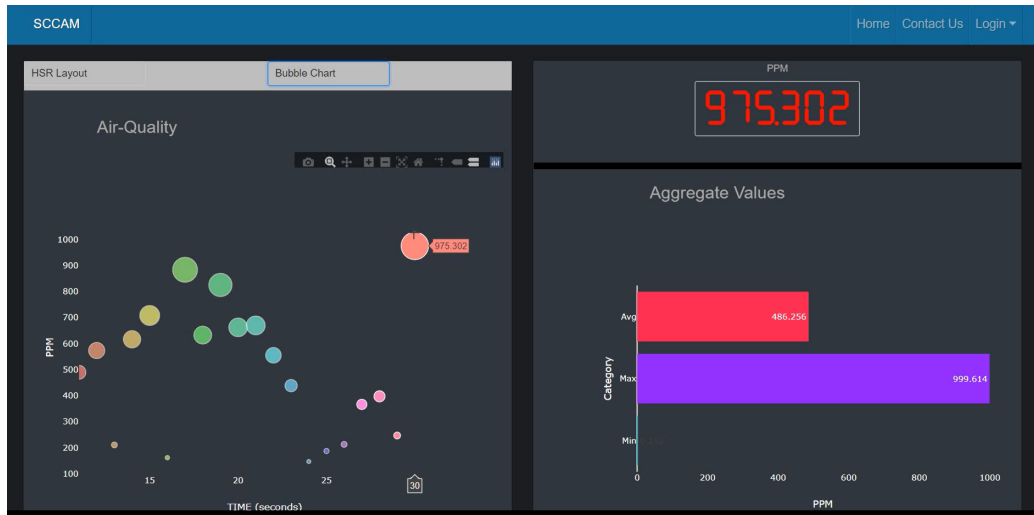 SCCAM
Home Contact Us Login
HSR Layout
Bubble Chart
Air-Quality
1000
900
800
700
600
500
400
300
200
100
PPM
975.302
15 20 25 30
TIME (seconds)
PPM
975.302
Aggregate Values
Category
Avg
486.256
Max
999.614
Min
0 200 400 600 800 1000
PPM